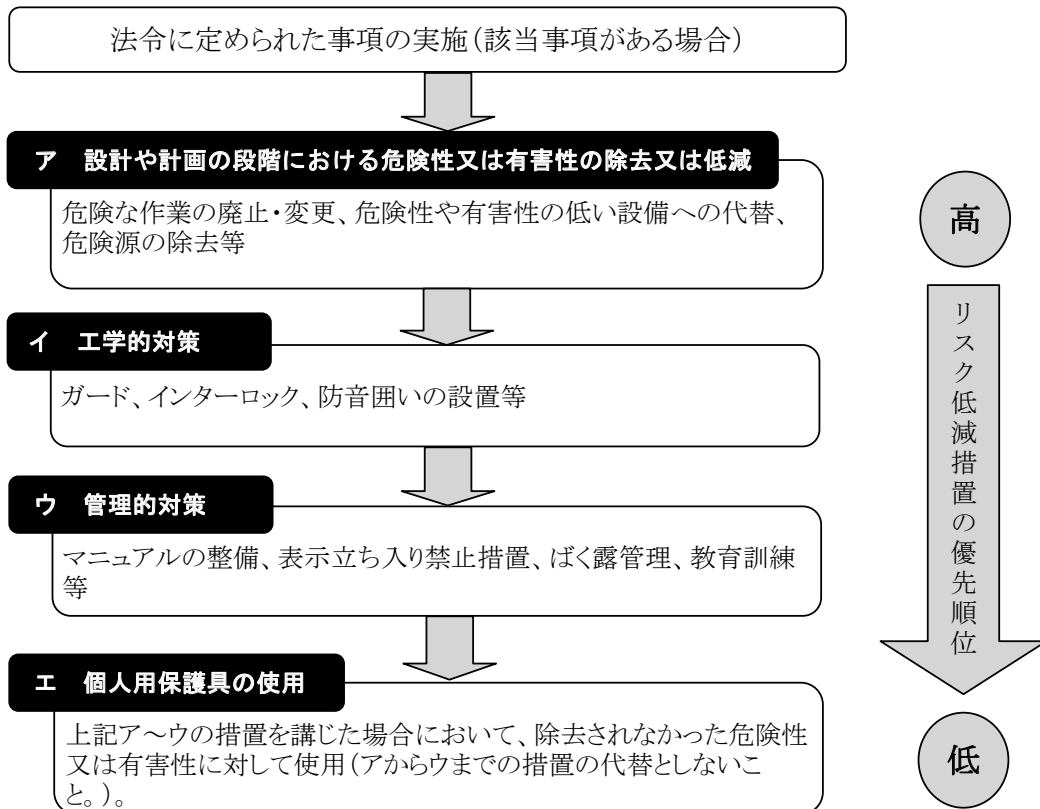 法令に定められた事項の実施(該当事項がある場合)
ア 設計や計画の段階における危険性又は有害性の除去又は低減
危険な作業の廃止・変更、危険性や有害性の低い設備への代替、
危険源の除去等
イ 工学的対策
ガード、インターロック、防音囲いの設置等
ウ 管理的対策
マニュアルの整備、表示立ち入り禁止措置、ばく露管理、教育訓練
等
エ 個人用保護具の使用
上記ア～ウの措置を講じた場合において、除去されなかった危険性
又は有害性に対して使用(アからウまでの措置の代替としないこ
と。)。
高
リスク低減措置の優先順位
低